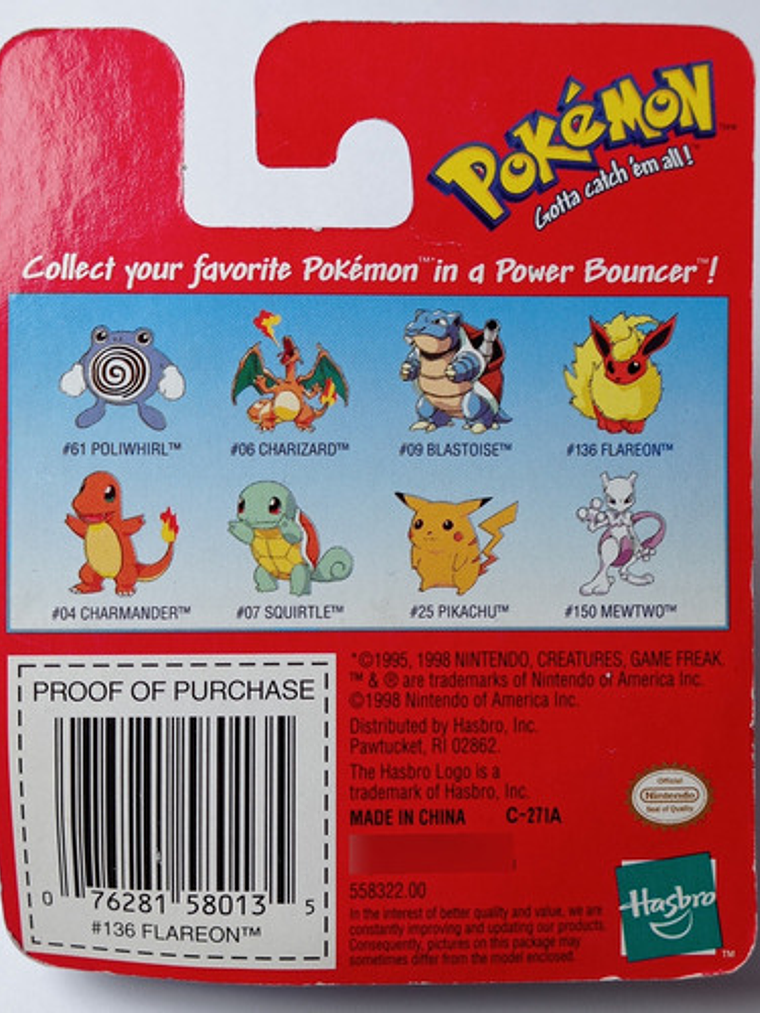 POKéMON™
Gotta catch 'em all!™
Collect your favorite Pokémon™ in a Power Bouncer™!
#61 POLIWHIRL™ #06 CHARIZARD™ #09 BLASTOISE™ #136 FLAREON™
#04 CHARMANDER™ #07 SQUIRTLE™ #25 PIKACHU™ #150 MEWTWO™
PROOF OF PURCHASE
0 76281 58013 5
#136 FLAREON™
*©1995, 1998 NINTENDO, CREATURES, GAME FREAK.
™ & ® are trademarks of Nintendo of America Inc.
©1998 Nintendo of America Inc.
Distributed by Hasbro, Inc.
Pawtucket, RI 02862.
The Hasbro Logo is a
trademark of Hasbro, Inc.
MADE IN CHINA C-271A
558322.00
In the interest of better quality and value, we are
constantly improving and updating our products.
Consequently, pictures on this package may
sometimes differ from the model enclosed.
Official
Nintendo
Seal of Quality
Hasbro
™